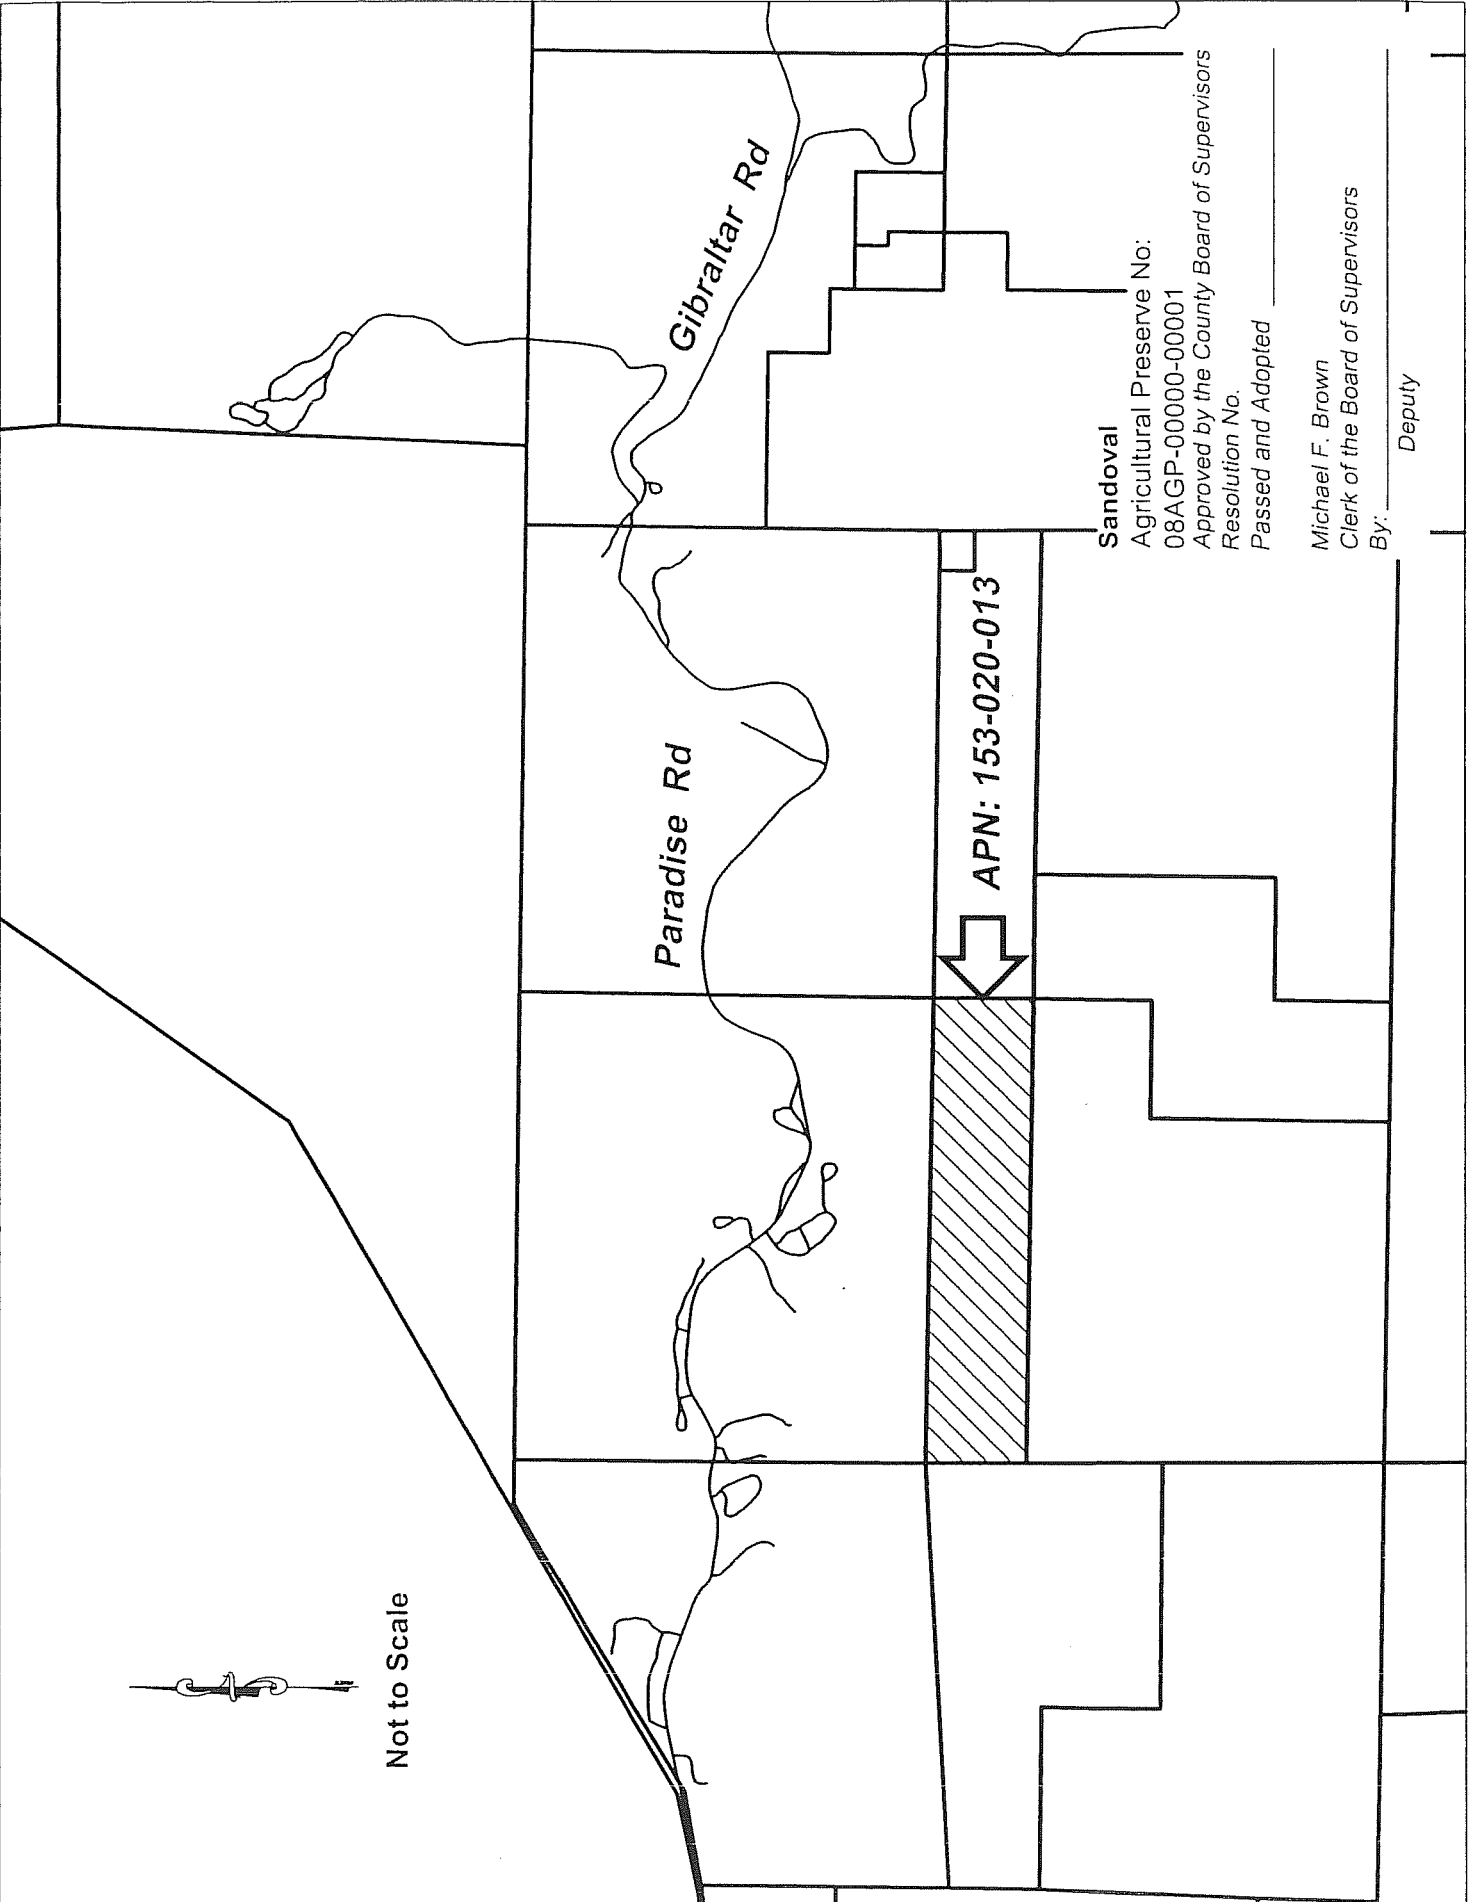 Gibraltar Rd
Paradise Rd
APN: 153-020-013
Not to Scale
Sandoval
Agricultural Preserve No:
08AGP-00000-00001
Approved by the County Board of Supervisors
Resolution No.
Passed and Adopted
Michael F. Brown
Clerk of the Board of Supervisors
By:
Deputy